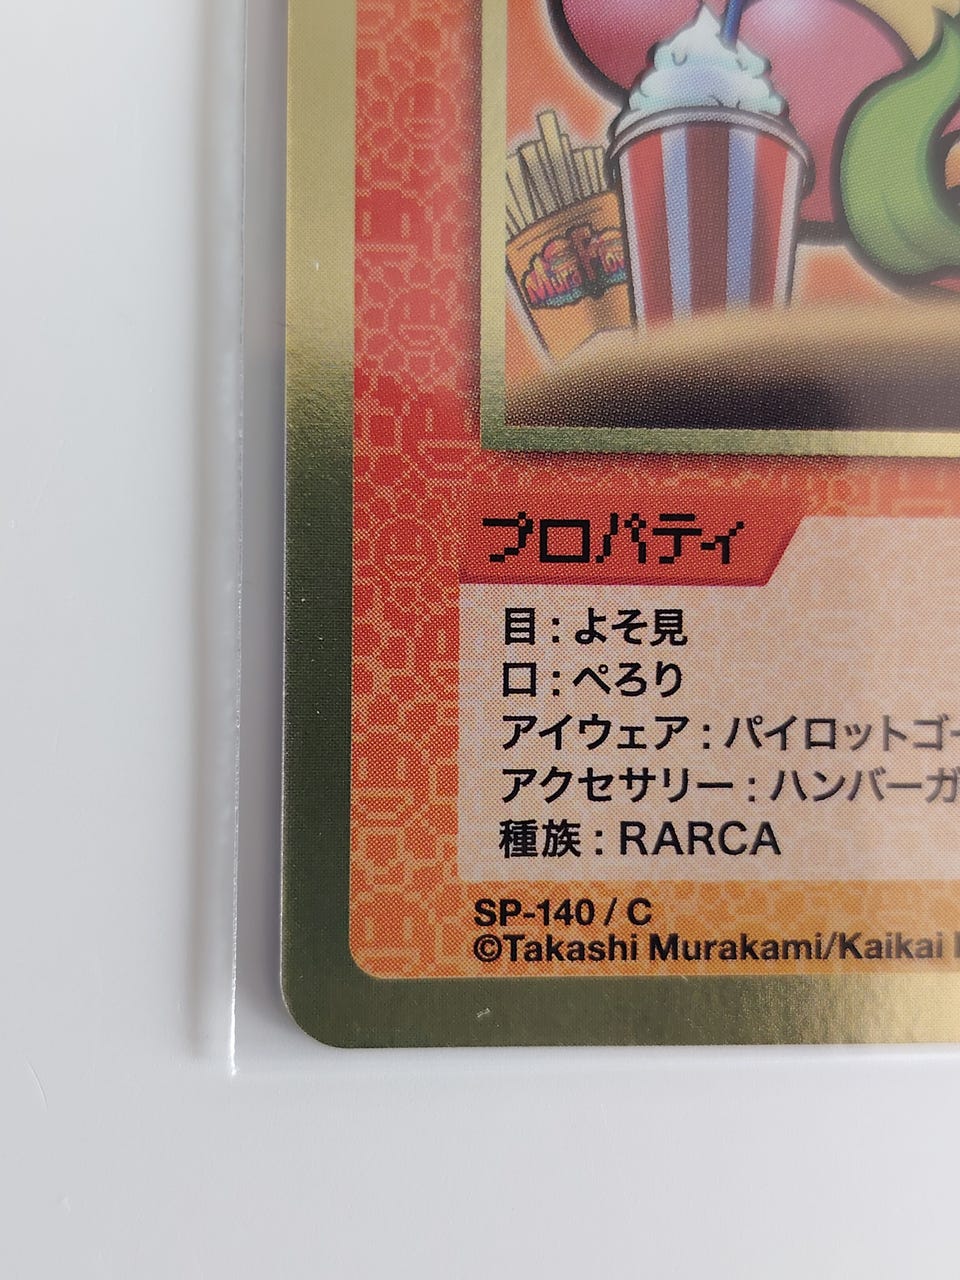 プロパティ
目 : よそ見
口 : ぺろり
アイウェア : パイロットゴー
アクセサリー : ハンバーガ
種族 : RARCA
SP-140 / C
©Takashi Murakami/Kaikai